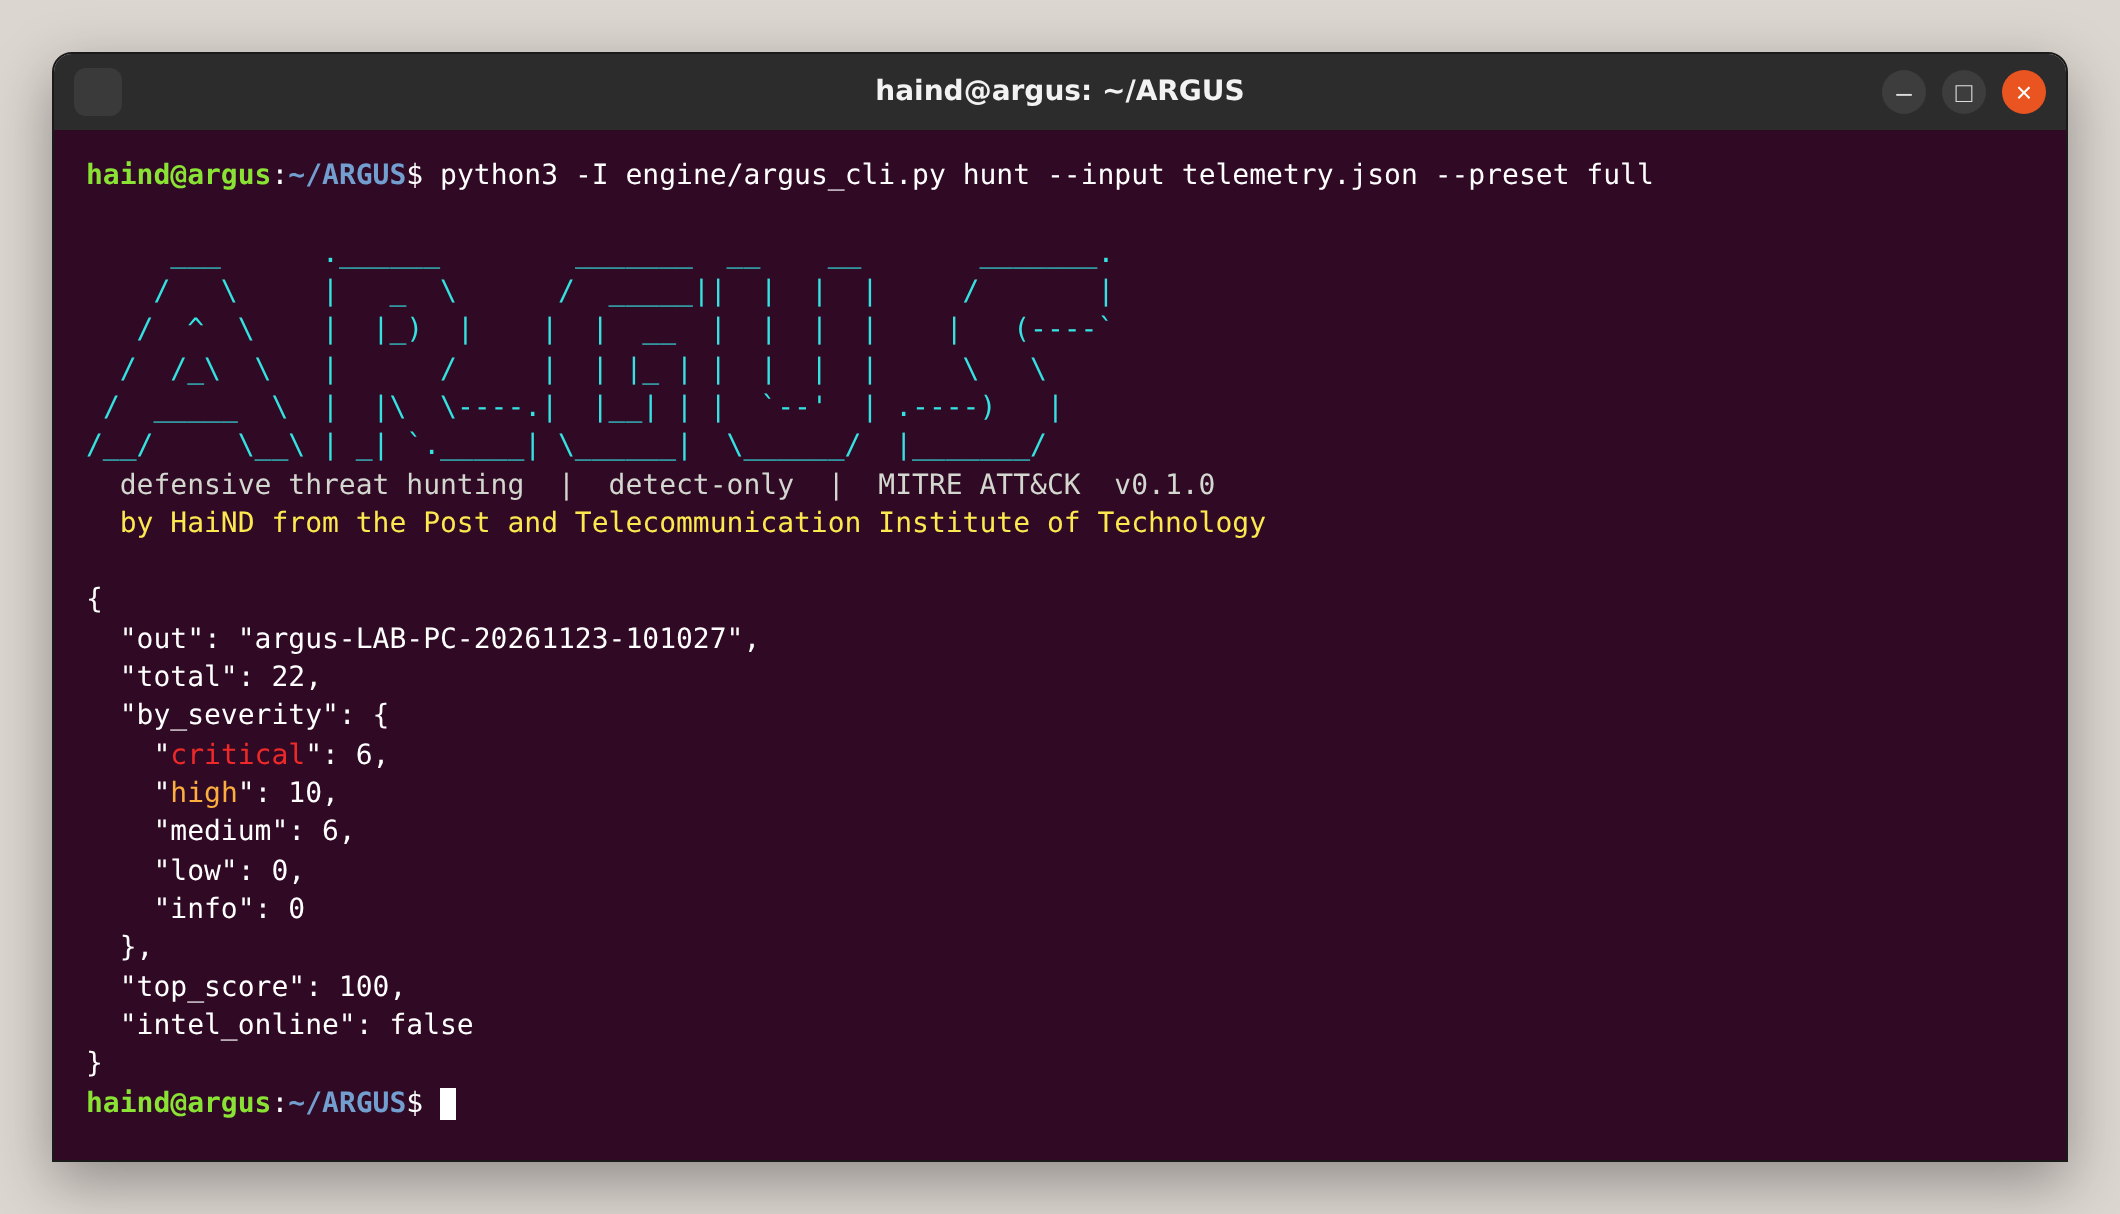 haind@argus: ~/ARGUS
haind@argus:~/ARGUS$ python3 -I engine/argus_cli.py hunt --input telemetry.json --preset full
ARGUS
defensive threat hunting  |  detect-only  |  MITRE ATT&CK  v0.1.0
by HaiND from the Post and Telecommunication Institute of Technology
{
  "out": "argus-LAB-PC-20261123-101027",
  "total": 22,
  "by_severity": {
    "critical": 6,
    "high": 10,
    "medium": 6,
    "low": 0,
    "info": 0
  },
  "top_score": 100,
  "intel_online": false
}
haind@argus:~/ARGUS$